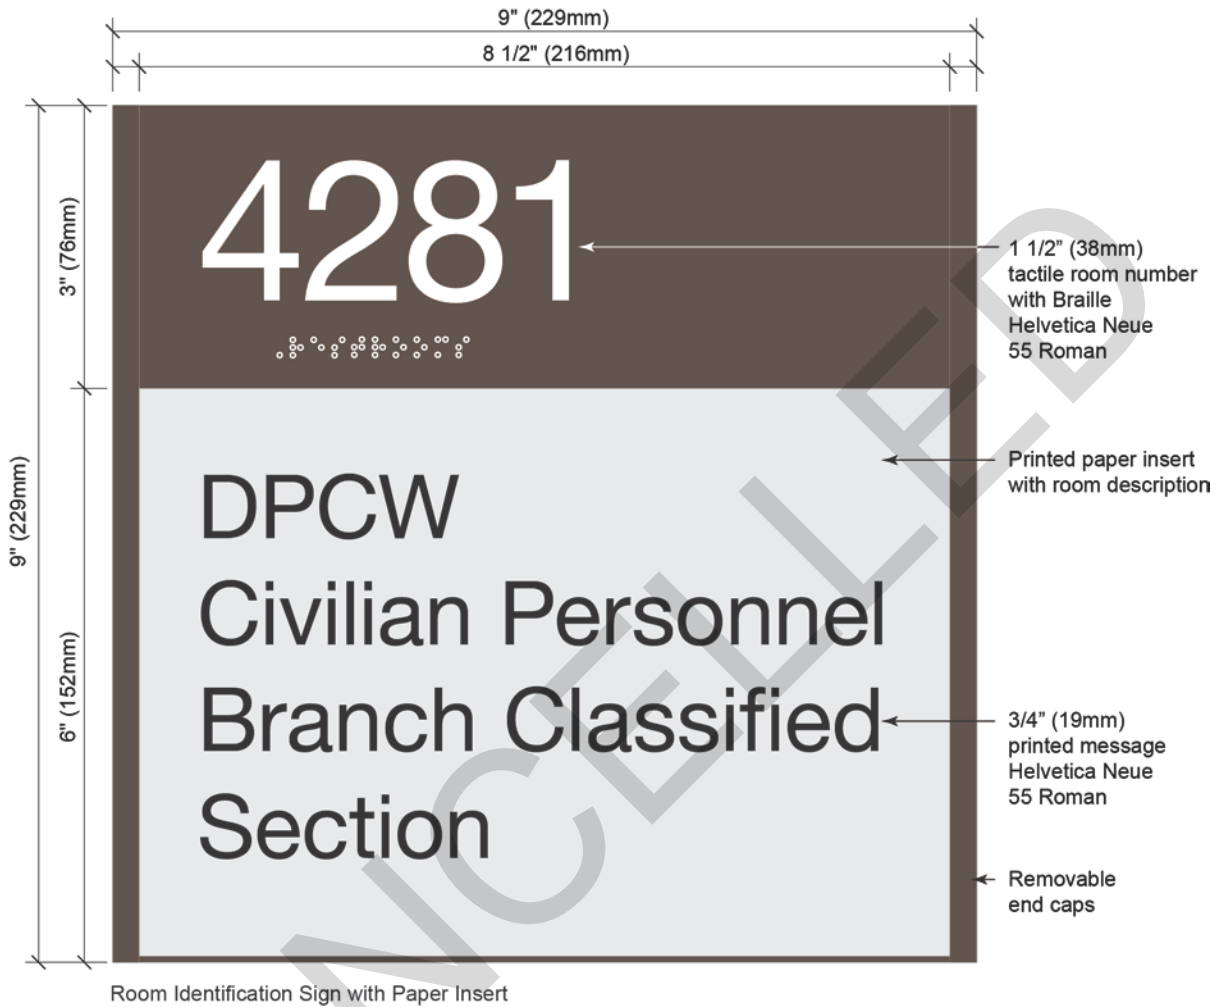 9" (229mm)
8 1/2" (216mm)
3" (76mm)
9" (229mm)
6" (152mm)
4281
1 1/2” (38mm)
tactile room number
with Braille
Helvetica Neue
55 Roman
Printed paper insert
with room description
DPCW
Civilian Personnel
Branch Classified
Section
3/4” (19mm)
printed message
Helvetica Neue
55 Roman
Removable
end caps
Room Identification Sign with Paper Insert
NCELLED